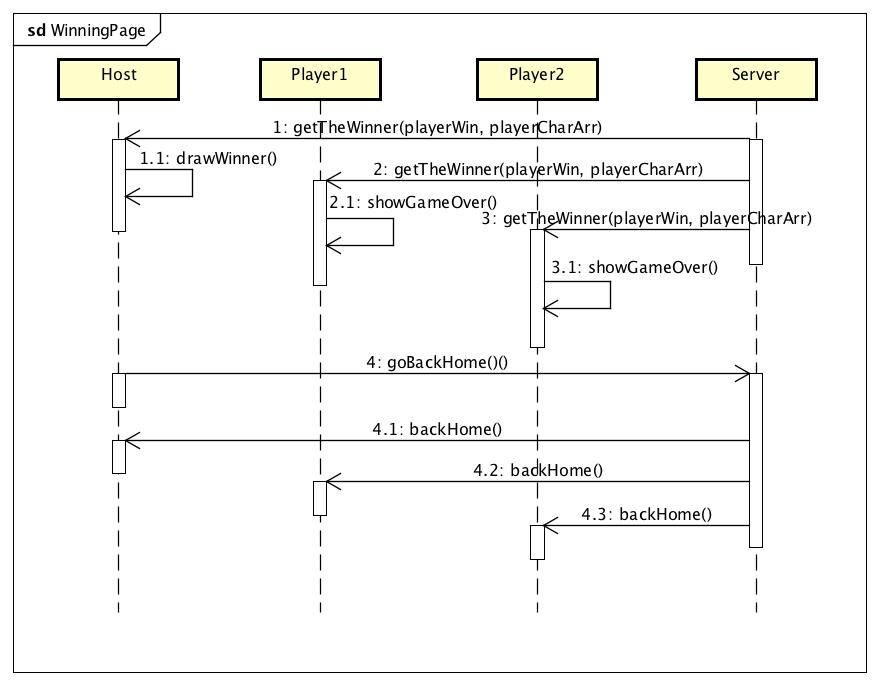 sd WinningPage
Host
Player1
Player2
Server
1: getTheWinner(playerWin, playerCharArr)
1.1: drawWinner()
2: getTheWinner(playerWin, playerCharArr)
2.1: showGameOver()
3: getTheWinner(playerWin, playerCharArr)
3.1: showGameOver()
4: goBackHome()()
4.1: backHome()
4.2: backHome()
4.3: backHome()